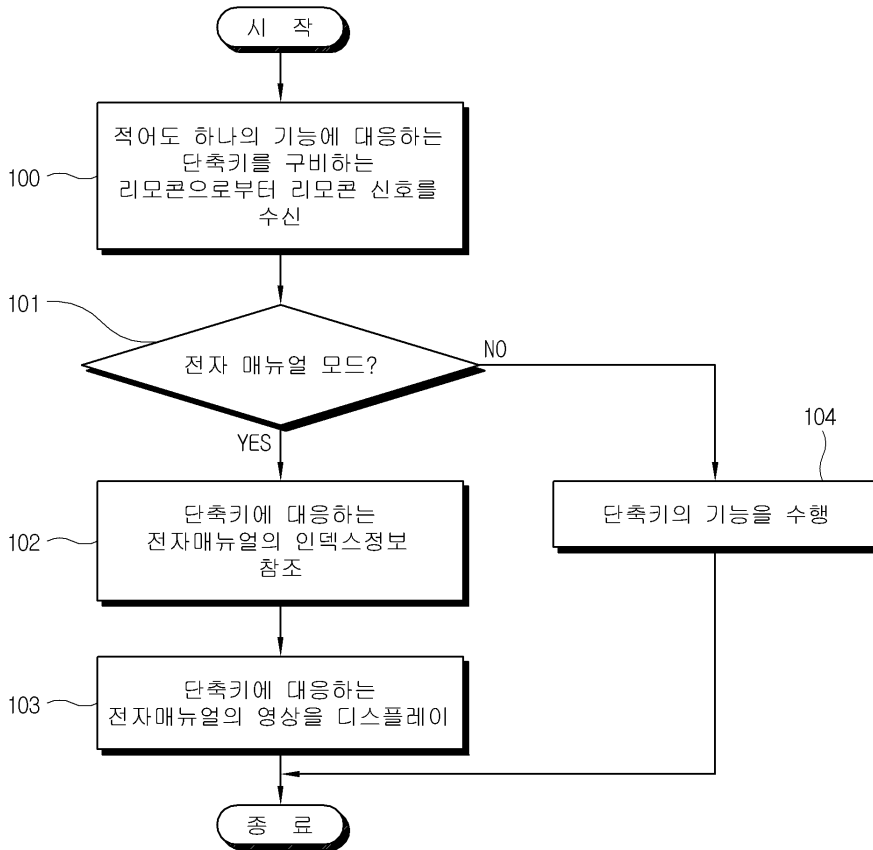 시 작
적어도 하나의 기능에 대응하는
단축키를 구비하는
리모콘으로부터 리모콘 신호를
수신
100
101
전자 매뉴얼 모드?
NO
YES
104
단축키에 대응하는
전자매뉴얼의 인덱스정보
참조
102
단축키의 기능을 수행
단축키에 대응하는
전자매뉴얼의 영상을 디스플레이
103
종 료